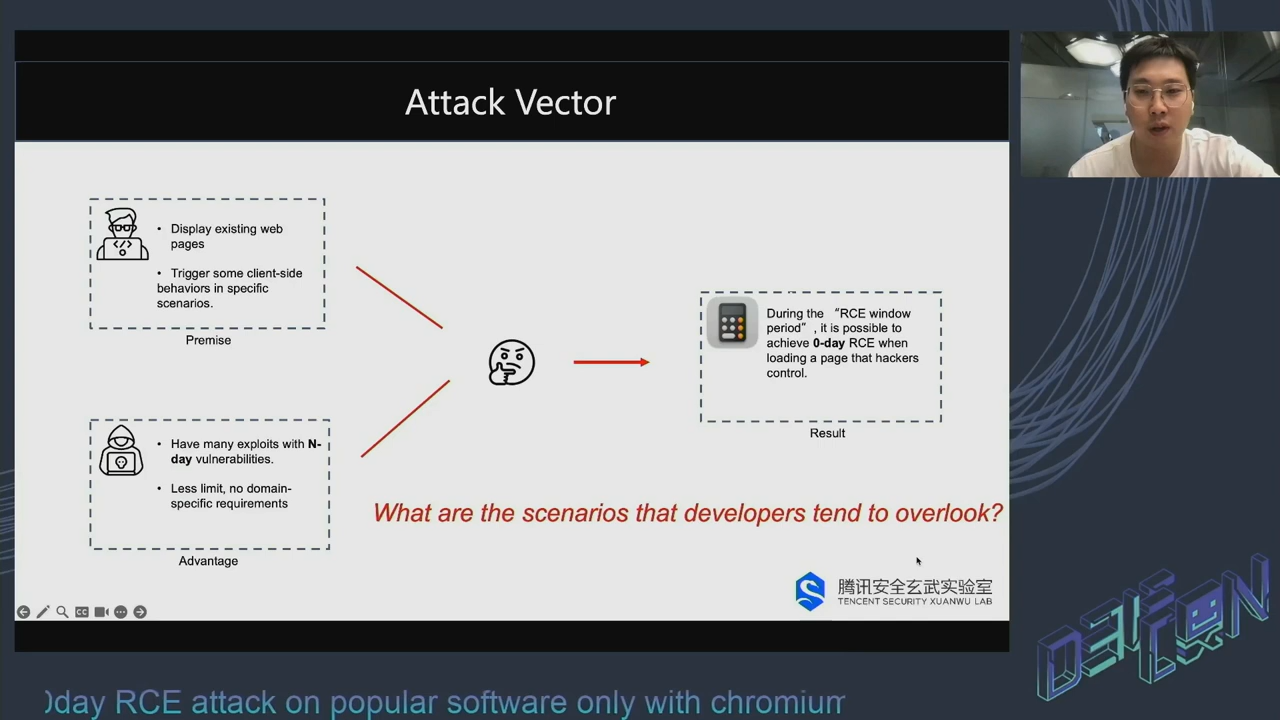 Attack Vector
• Display existing web
pages
• Trigger some client-side
behaviors in specific
scenarios.
Premise
• Have many exploits with N-
day vulnerabilities.
• Less limit, no domain-
specific requirements
Advantage
During the “RCE window
period”, it is possible to
achieve 0-day RCE when
loading a page that hackers
control.
Result
What are the scenarios that developers tend to overlook?
腾讯安全玄武实验室
TENCENT SECURITY XUANWU LAB
CC
DEF CON
0day RCE attack on popular software only with chromium